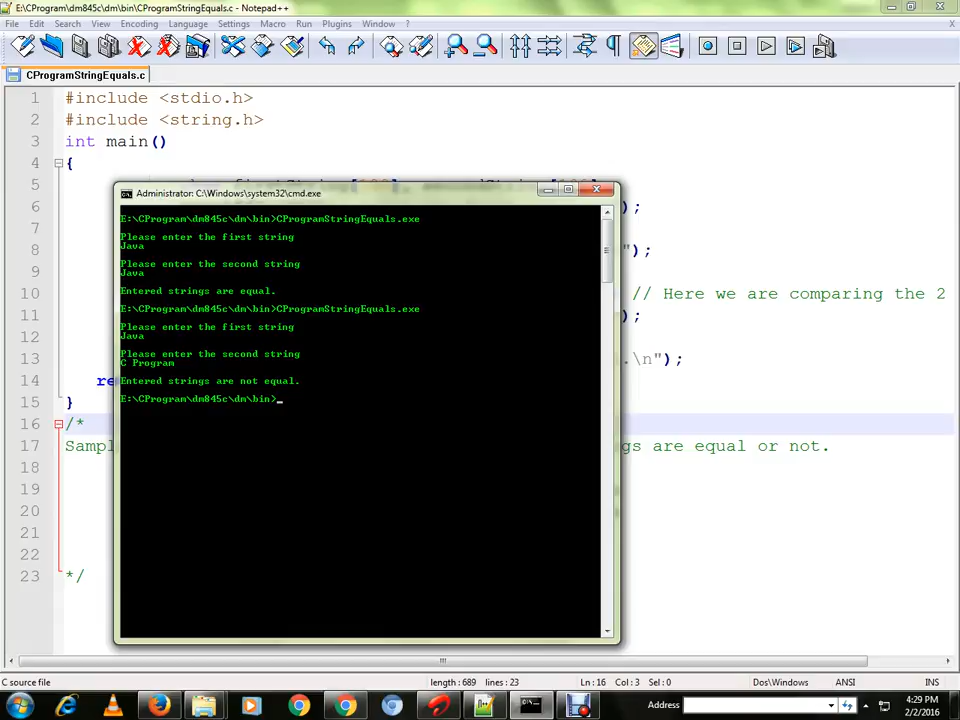 E:\CProgram\dm845c\dm\bin\CProgramStringEquals.c - Notepad++
File Edit Search View Encoding Language Settings Macro Run Plugins Window ?
X
CProgramStringEquals.c
1 #include <stdio.h>
2 #include <string.h>
3 int main()
4 {
5
6 );
7
8 ");
9
10 // Here we are comparing the 2
11 );
12
13 .\n");
14 re
15 }
16 /*
17 Sampl gs are equal or not.
18
19
20
21
22
23 */
Administrator: C:\Windows\system32\cmd.exe
E:\CProgram\dm845c\dm\bin>CProgramStringEquals.exe
Please enter the first string
Java
Please enter the second string
Java
Entered strings are equal.
E:\CProgram\dm845c\dm\bin>CProgramStringEquals.exe
Please enter the first string
Java
Please enter the second string
C Program
Entered strings are not equal.
E:\CProgram\dm845c\dm\bin>_
C source file length : 689 lines : 23 Ln : 16 Col : 3 Sel : 0 Dos\Windows ANSI INS
Address
4:29 PM
2/2/2016